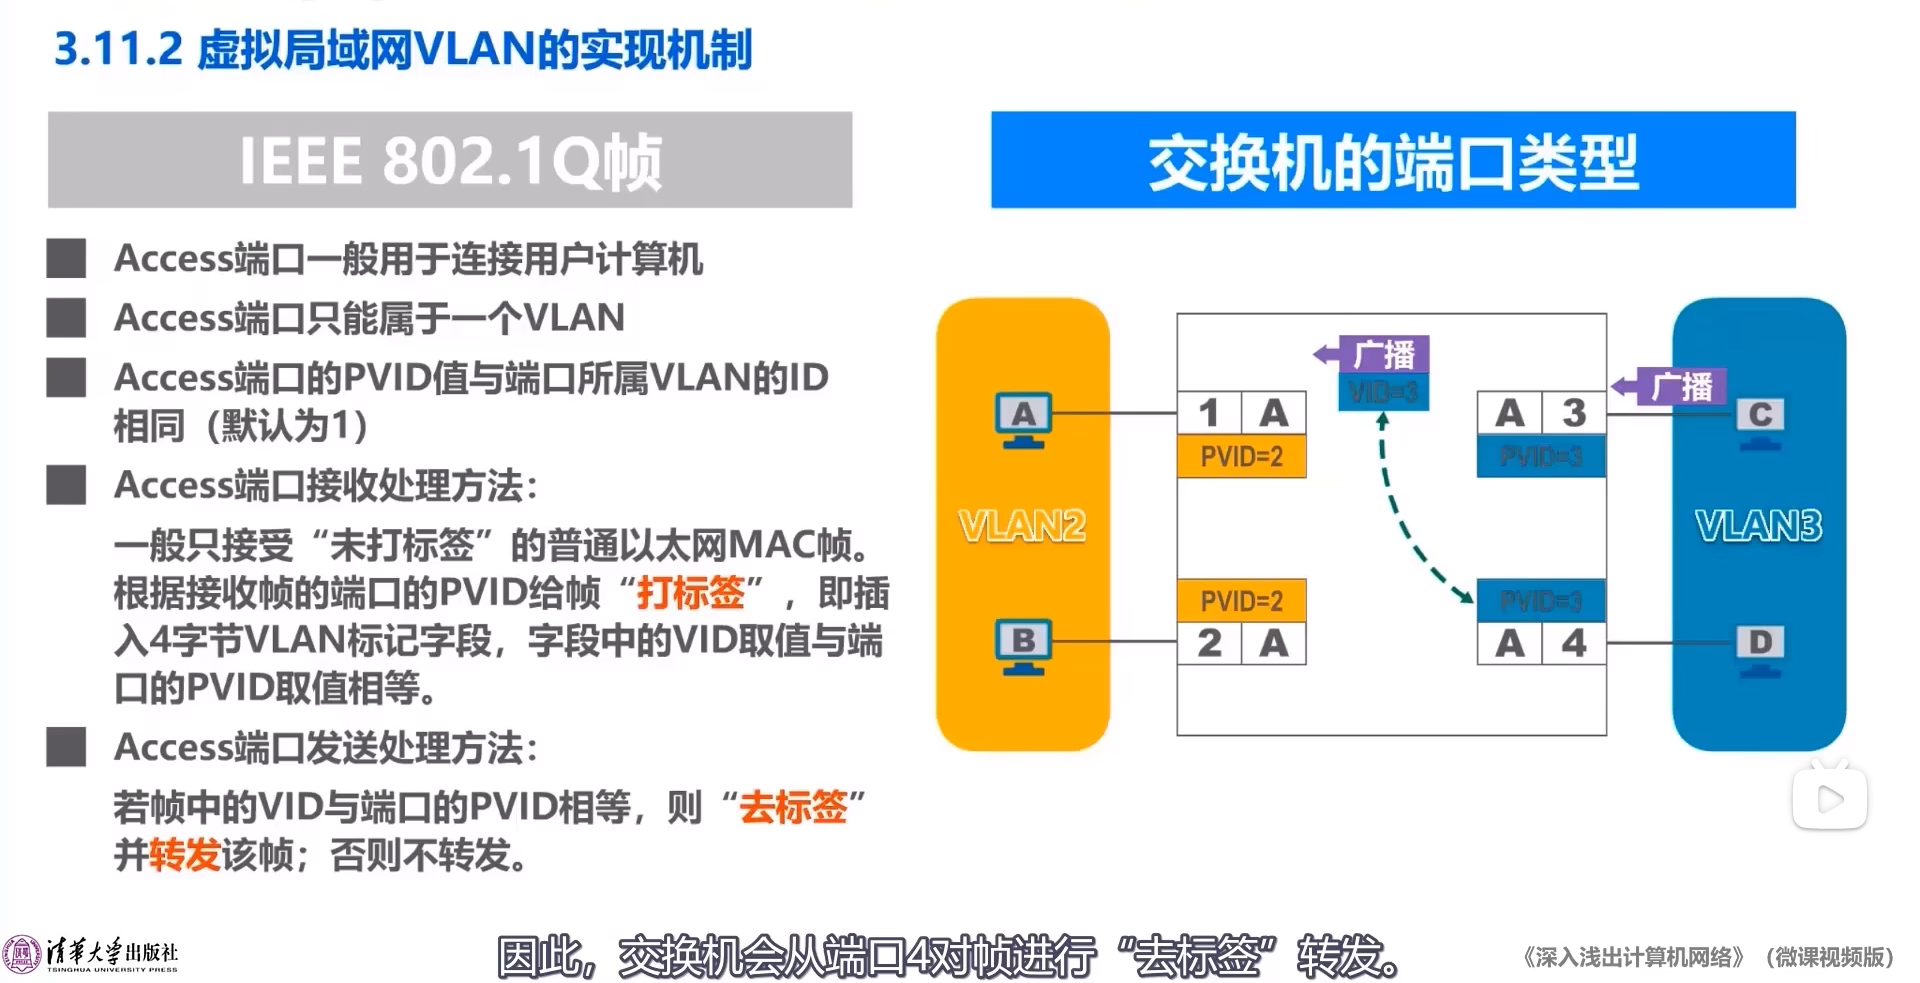 3.11.2 虚拟局域网VLAN的实现机制
IEEE 802.1Q帧
交换机的端口类型
Access端口一般用于连接用户计算机
Access端口只能属于一个VLAN
Access端口的PVID值与端口所属VLAN的ID
相同（默认为1）
Access端口接收处理方法：
一般只接受“未打标签”的普通以太网MAC帧。
根据接收帧的端口的PVID给帧“打标签”，即插
入4字节VLAN标记字段，字段中的VID取值与端
口的PVID取值相等。
Access端口发送处理方法：
若帧中的VID与端口的PVID相等，则“去标签”
并转发该帧；否则不转发。
广播
VID=3
广播
A
1 A
A 3
C
PVID=2
PVID=3
VLAN2
VLAN3
PVID=2
PVID=3
B
2 A
A 4
D
清华大学出版社
TSINGHUA UNIVERSITY PRESS
因此，交换机会从端口4对帧进行“去标签”转发。
《深入浅出计算机网络》（微课视频版）